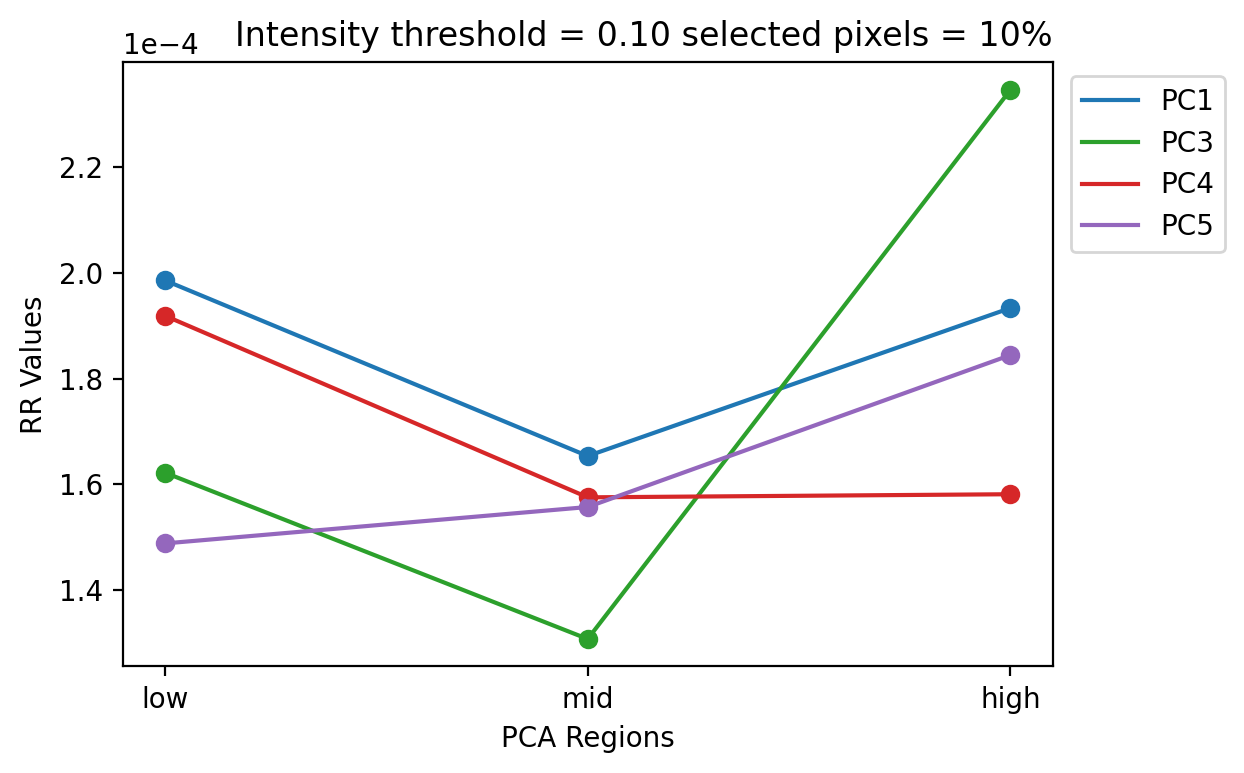 Intensity threshold = 0.10 selected pixels = 10%
1e−4
2.2
2.0
1.8
1.6
1.4
RR Values
low
mid
high
PCA Regions
PC1
PC3
PC4
PC5